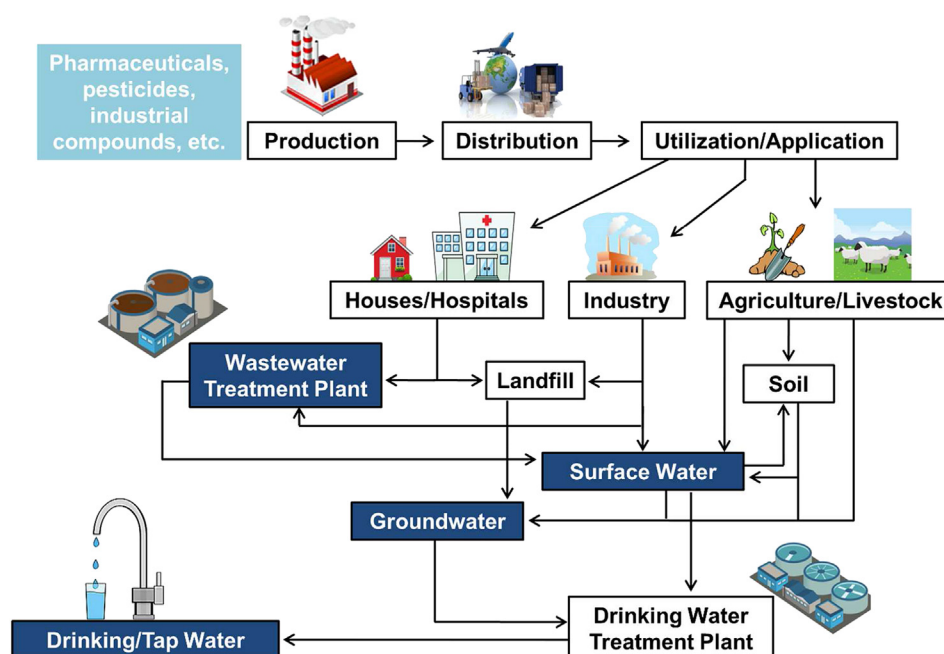 Pharmaceuticals,
pesticides,
industrial
compounds, etc.
Production
Distribution
Utilization/Application
Houses/Hospitals
Industry
Agriculture/Livestock
Wastewater
Treatment Plant
Landfill
Soil
Surface Water
Groundwater
Drinking Water
Treatment Plant
Drinking/Tap Water